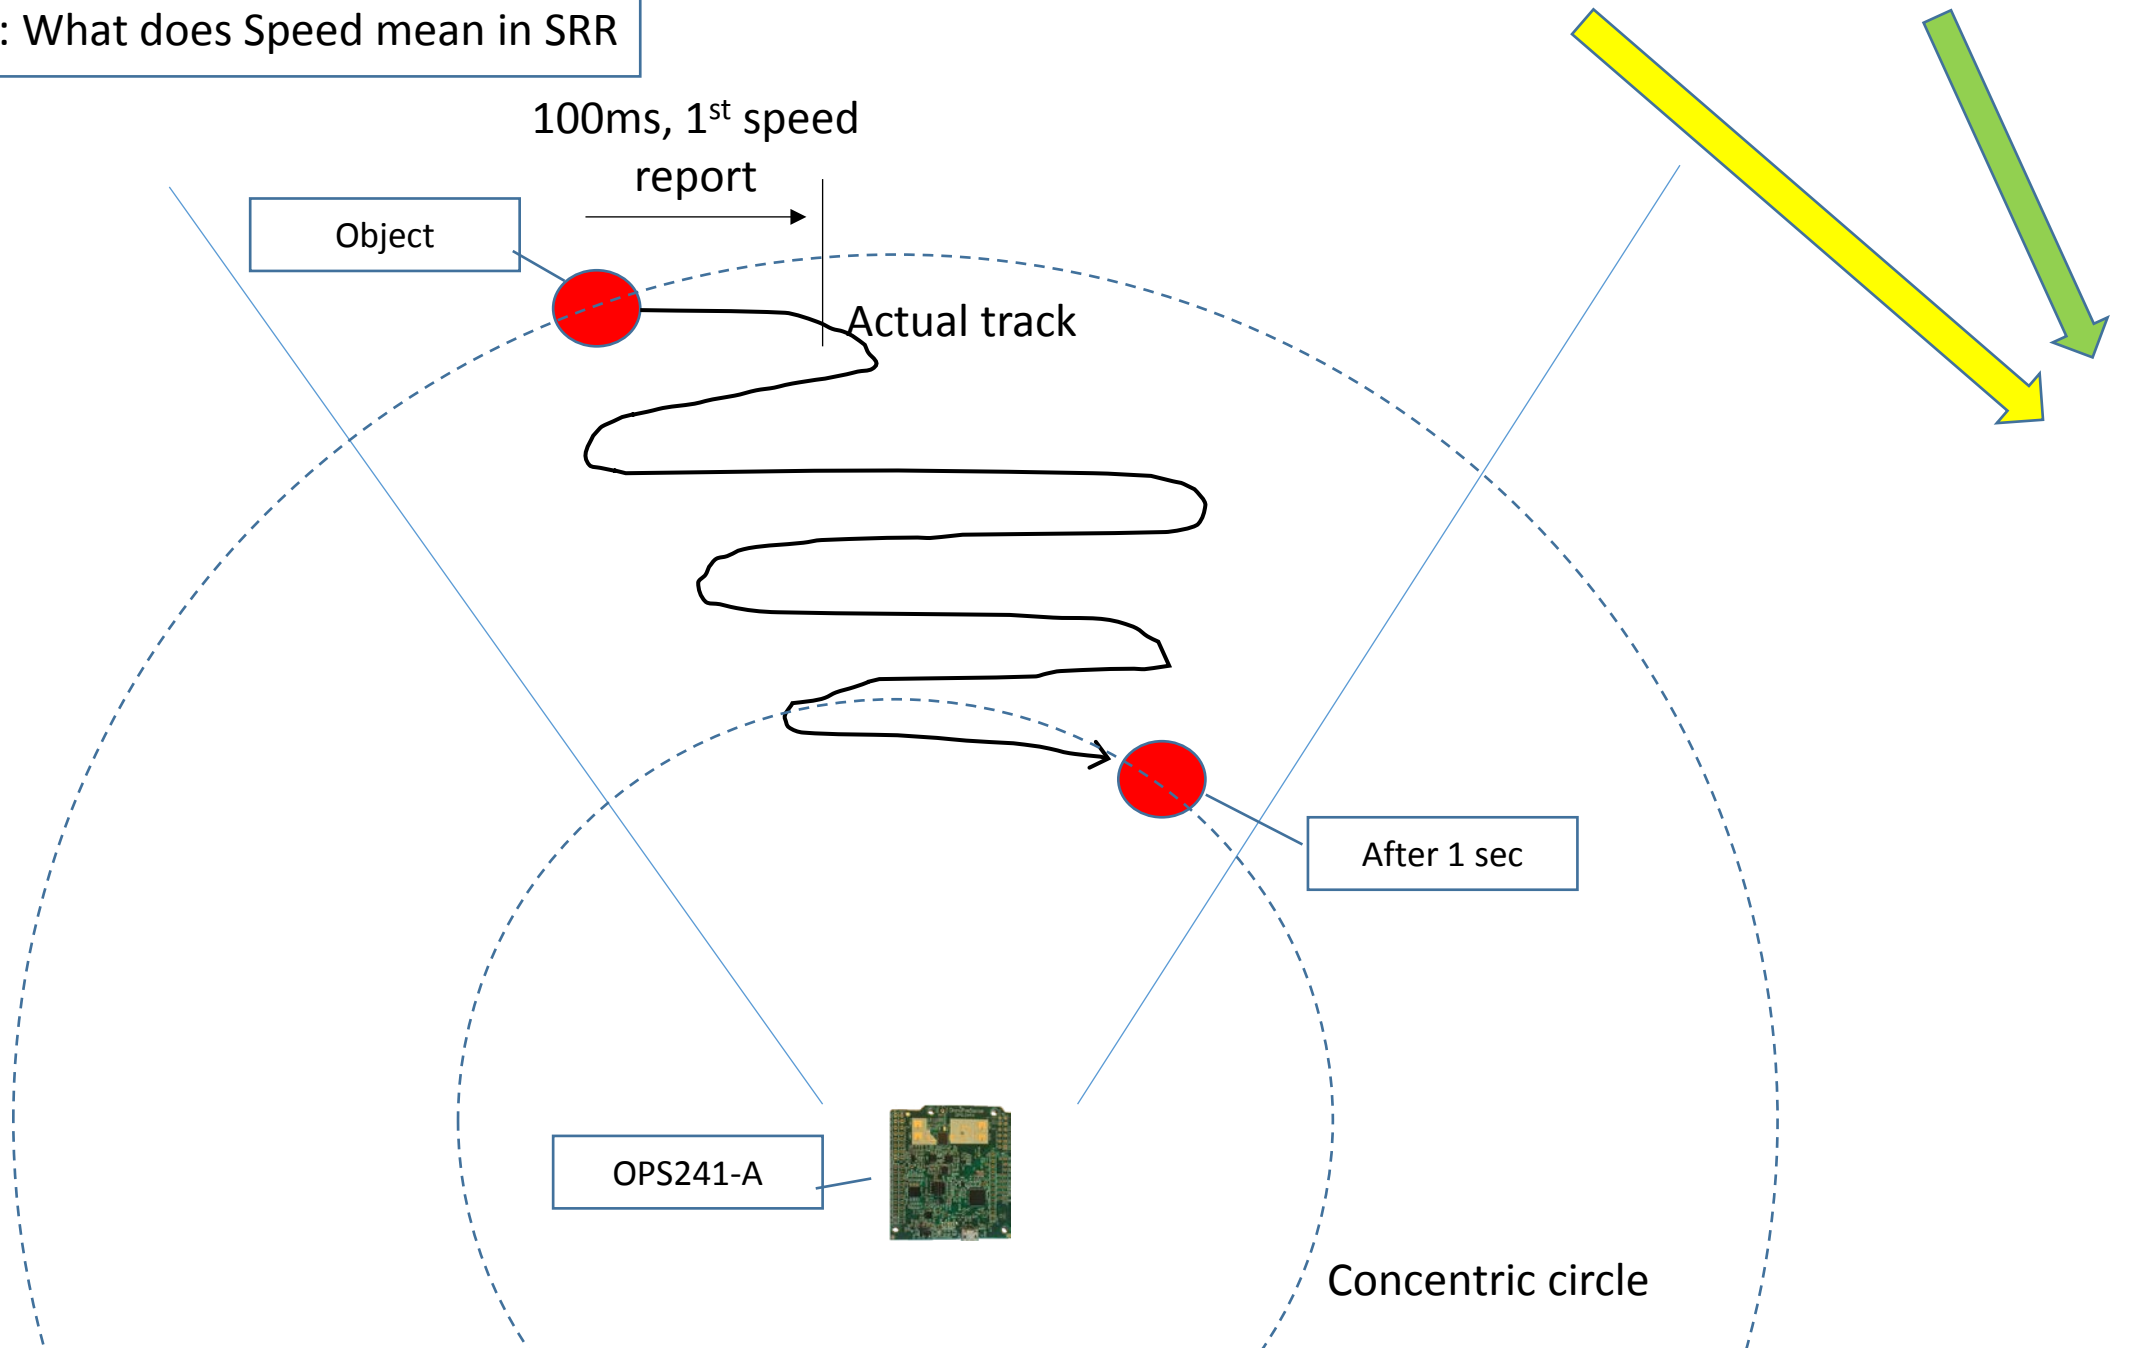 : What does Speed mean in SRR
100ms, 1st speed
report
Object
Actual track
After 1 sec
OPS241-A
Concentric circle